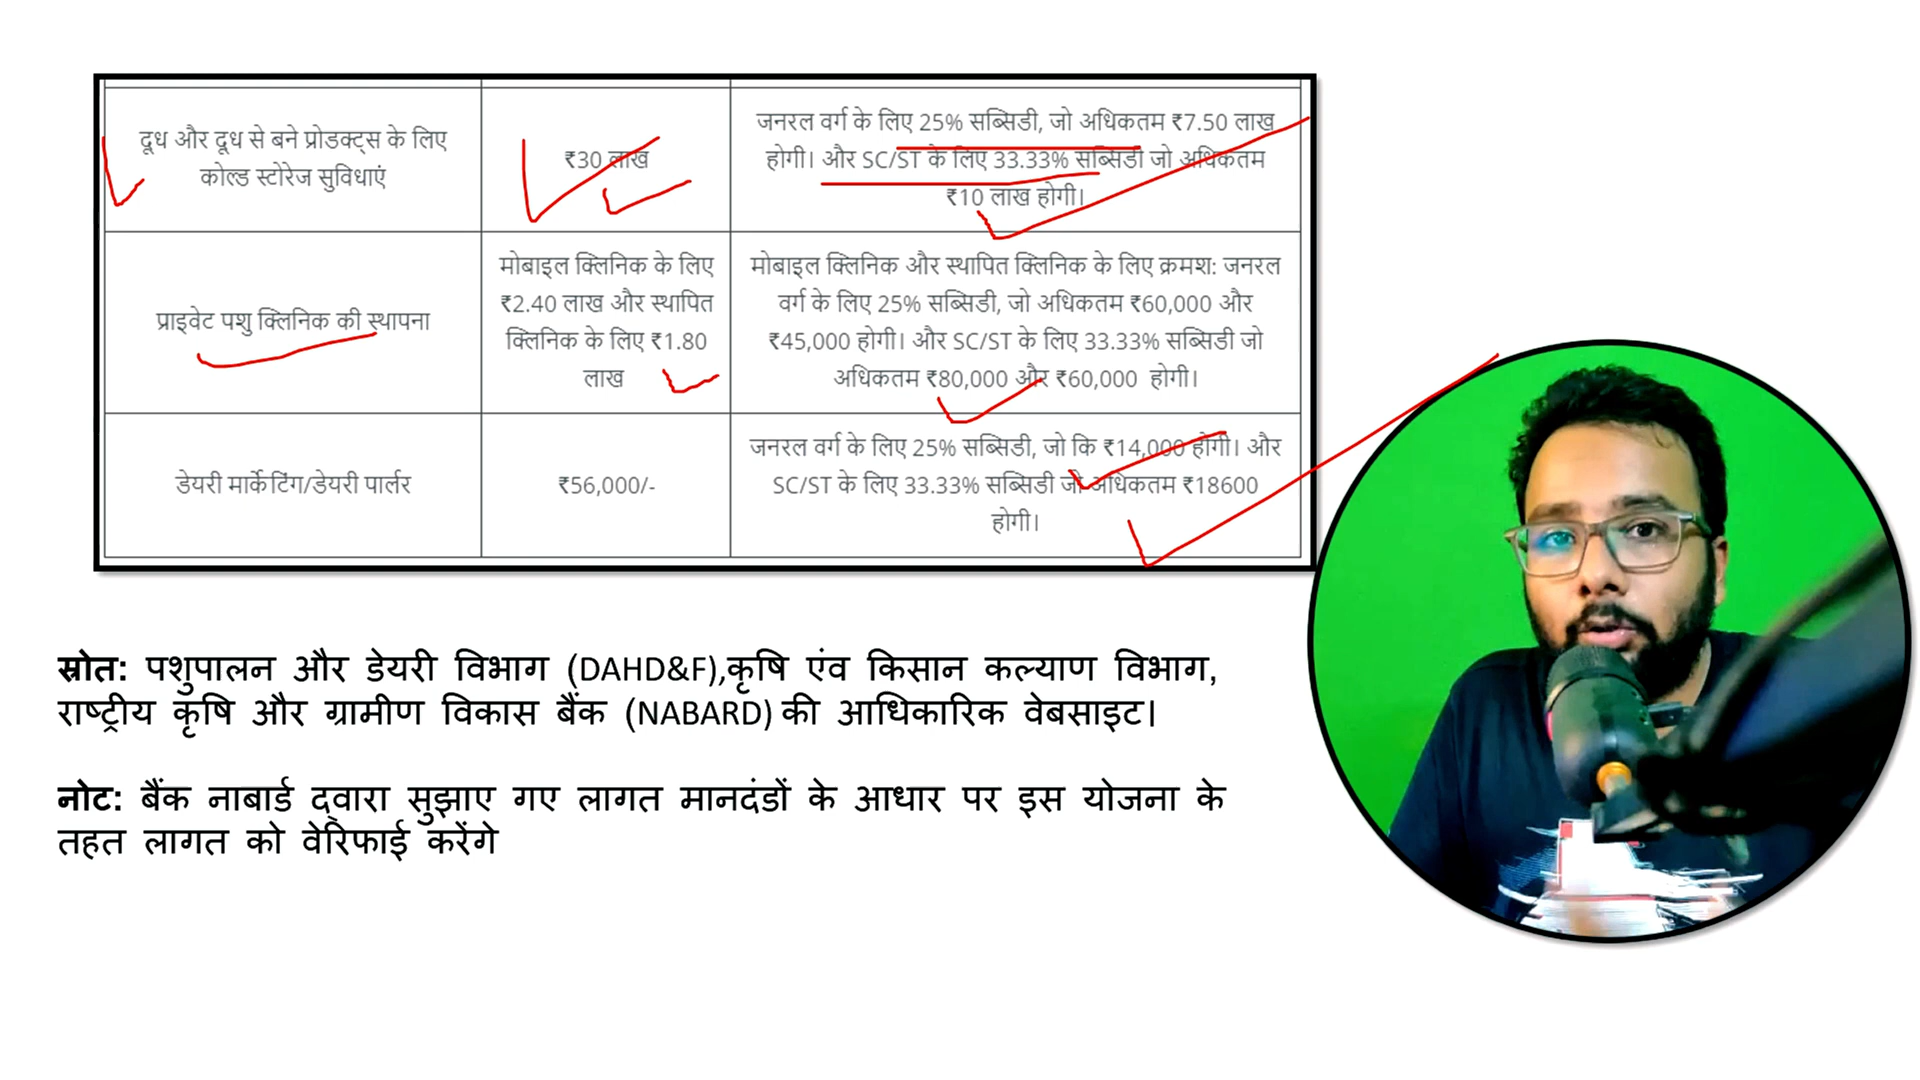 दूध और दूध से बने प्रोडक्ट्स के लिए
कोल्ड स्टोरेज सुविधाएं
₹30 लाख
जनरल वर्ग के लिए 25% सब्सिडी, जो अधिकतम ₹7.50 लाख
होगी। और SC/ST के लिए 33.33% सब्सिडी जो अधिकतम
₹10 लाख होगी।
प्राइवेट पशु क्लिनिक की स्थापना
मोबाइल क्लिनिक के लिए
₹2.40 लाख और स्थापित
क्लिनिक के लिए ₹1.80
लाख
मोबाइल क्लिनिक और स्थापित क्लिनिक के लिए क्रमश: जनरल
वर्ग के लिए 25% सब्सिडी, जो अधिकतम ₹60,000 और
₹45,000 होगी। और SC/ST के लिए 33.33% सब्सिडी जो
अधिकतम ₹80,000 और ₹60,000 होगी।
डेयरी मार्केटिंग/डेयरी पार्लर
₹56,000/-
जनरल वर्ग के लिए 25% सब्सिडी, जो कि ₹14,000 होगी। और
SC/ST के लिए 33.33% सब्सिडी जो अधिकतम ₹18600
होगी।
स्रोत: पशुपालन और डेयरी विभाग (DAHD&F),कृषि एंव किसान कल्याण विभाग,
राष्ट्रीय कृषि और ग्रामीण विकास बैंक (NABARD) की आधिकारिक वेबसाइट।
नोट: बैंक नाबार्ड द्वारा सुझाए गए लागत मानदंडों के आधार पर इस योजना के
तहत लागत को वेरिफाई करेंगे